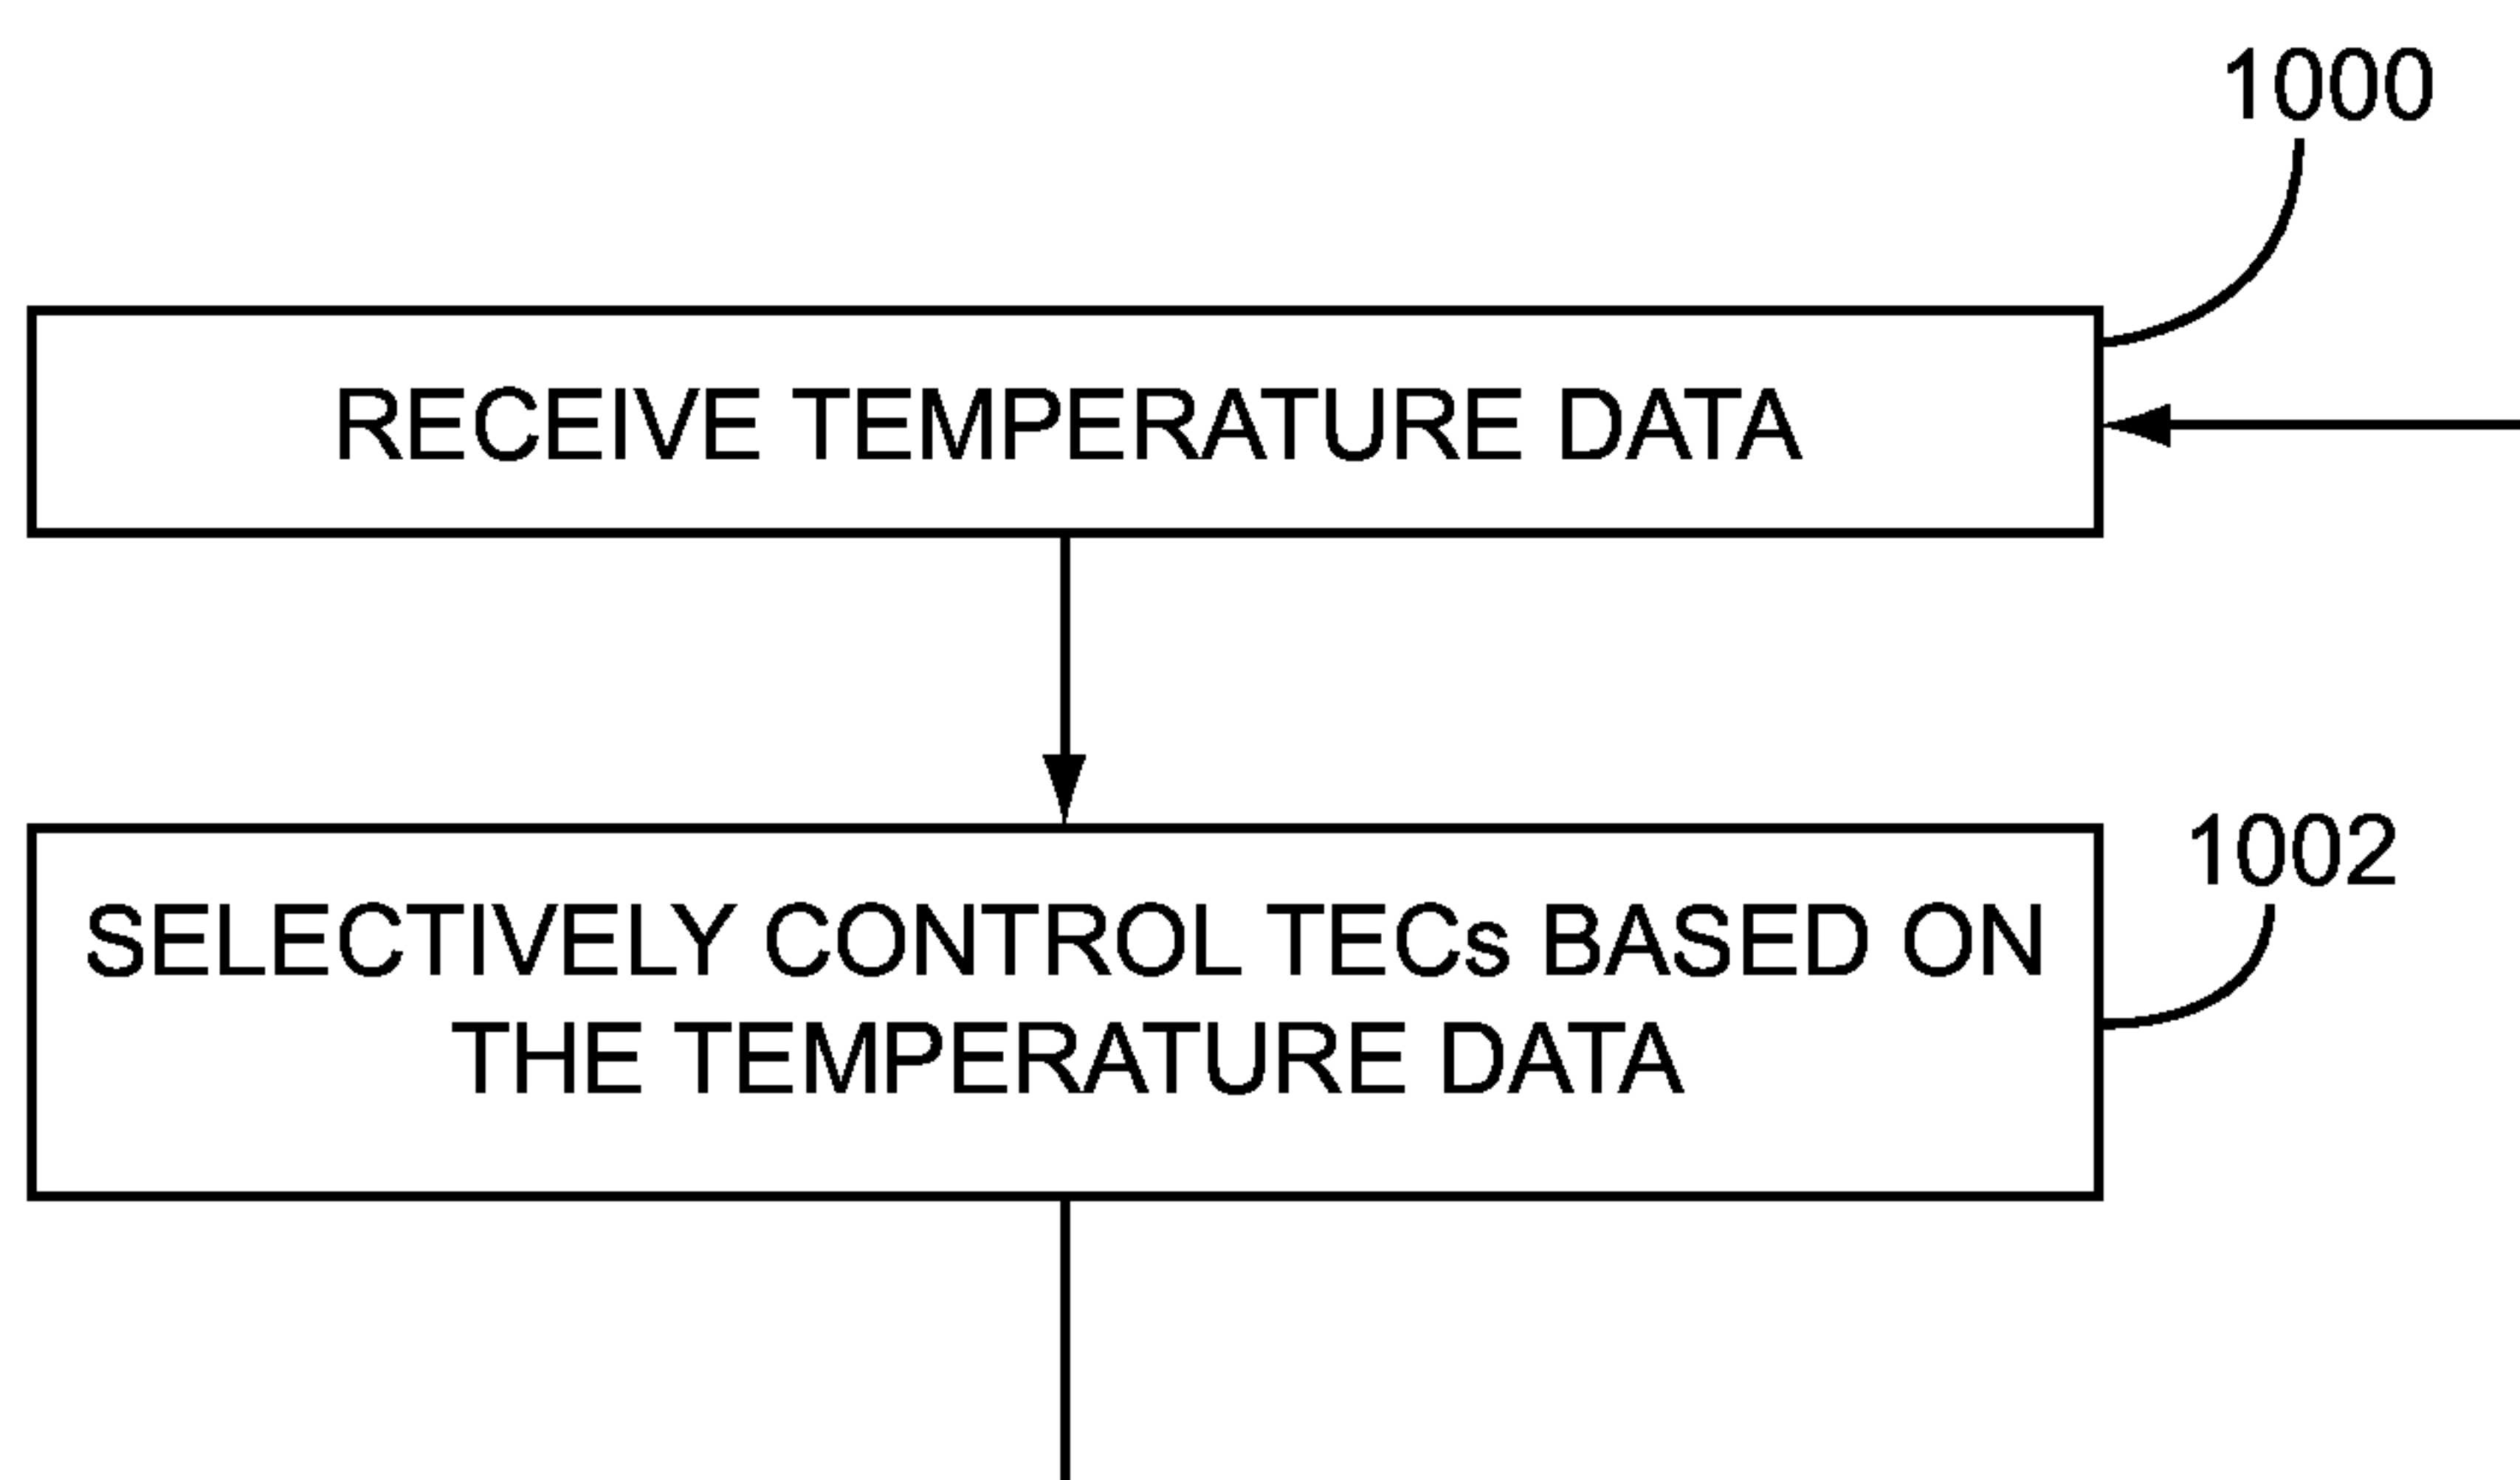 1000
RECEIVE TEMPERATURE DATA
1002
SELECTIVELY CONTROL TECs BASED ON
THE TEMPERATURE DATA